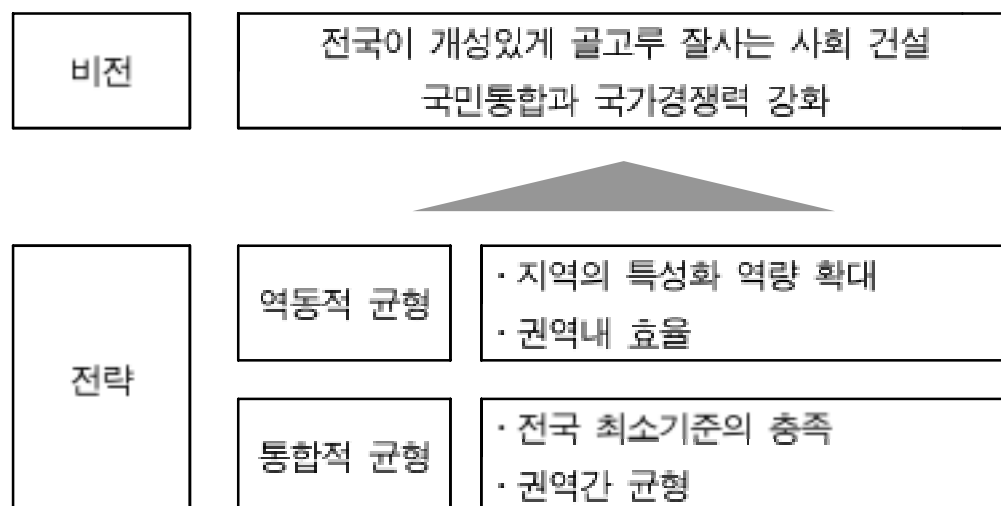 비전
전국이 개성있게 골고루 잘사는 사회 건설
국민통합과 국가경쟁력 강화
전략
역동적 균형
· 지역의 특성화 역량 확대
· 권역내 효율
통합적 균형
· 전국 최소기준의 충족
· 권역간 균형